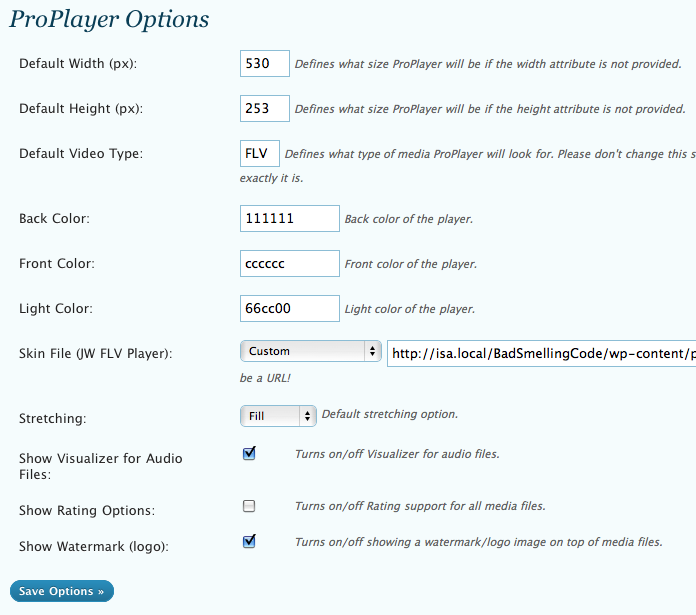 ProPlayer Options
Default Width (px): 530 Defines what size ProPlayer will be if the width attribute is not provided.
Default Height (px): 253 Defines what size ProPlayer will be if the height attribute is not provided.
Default Video Type: FLV Defines what type of media ProPlayer will look for. Please don't change this s
exactly it is.
Back Color: 111111 Back color of the player.
Front Color: cccccc Front color of the player.
Light Color: 66cc00 Light color of the player.
Skin File (JW FLV Player): Custom http://isa.local/BadSmellingCode/wp-content/p
be a URL!
Stretching: Fill Default stretching option.
Show Visualizer for Audio Turns on/off Visualizer for audio files.
Files:
Show Rating Options: Turns on/off Rating support for all media files.
Show Watermark (logo): Turns on/off showing a watermark/logo image on top of media files.
Save Options »